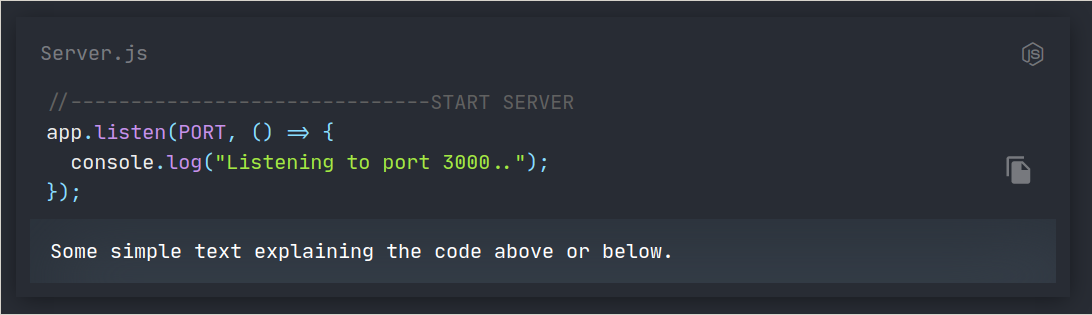 Server.js
JS
//------------------------------START SERVER
app.listen(PORT, () => {
  console.log("Listening to port 3000..");
});
Some simple text explaining the code above or below.